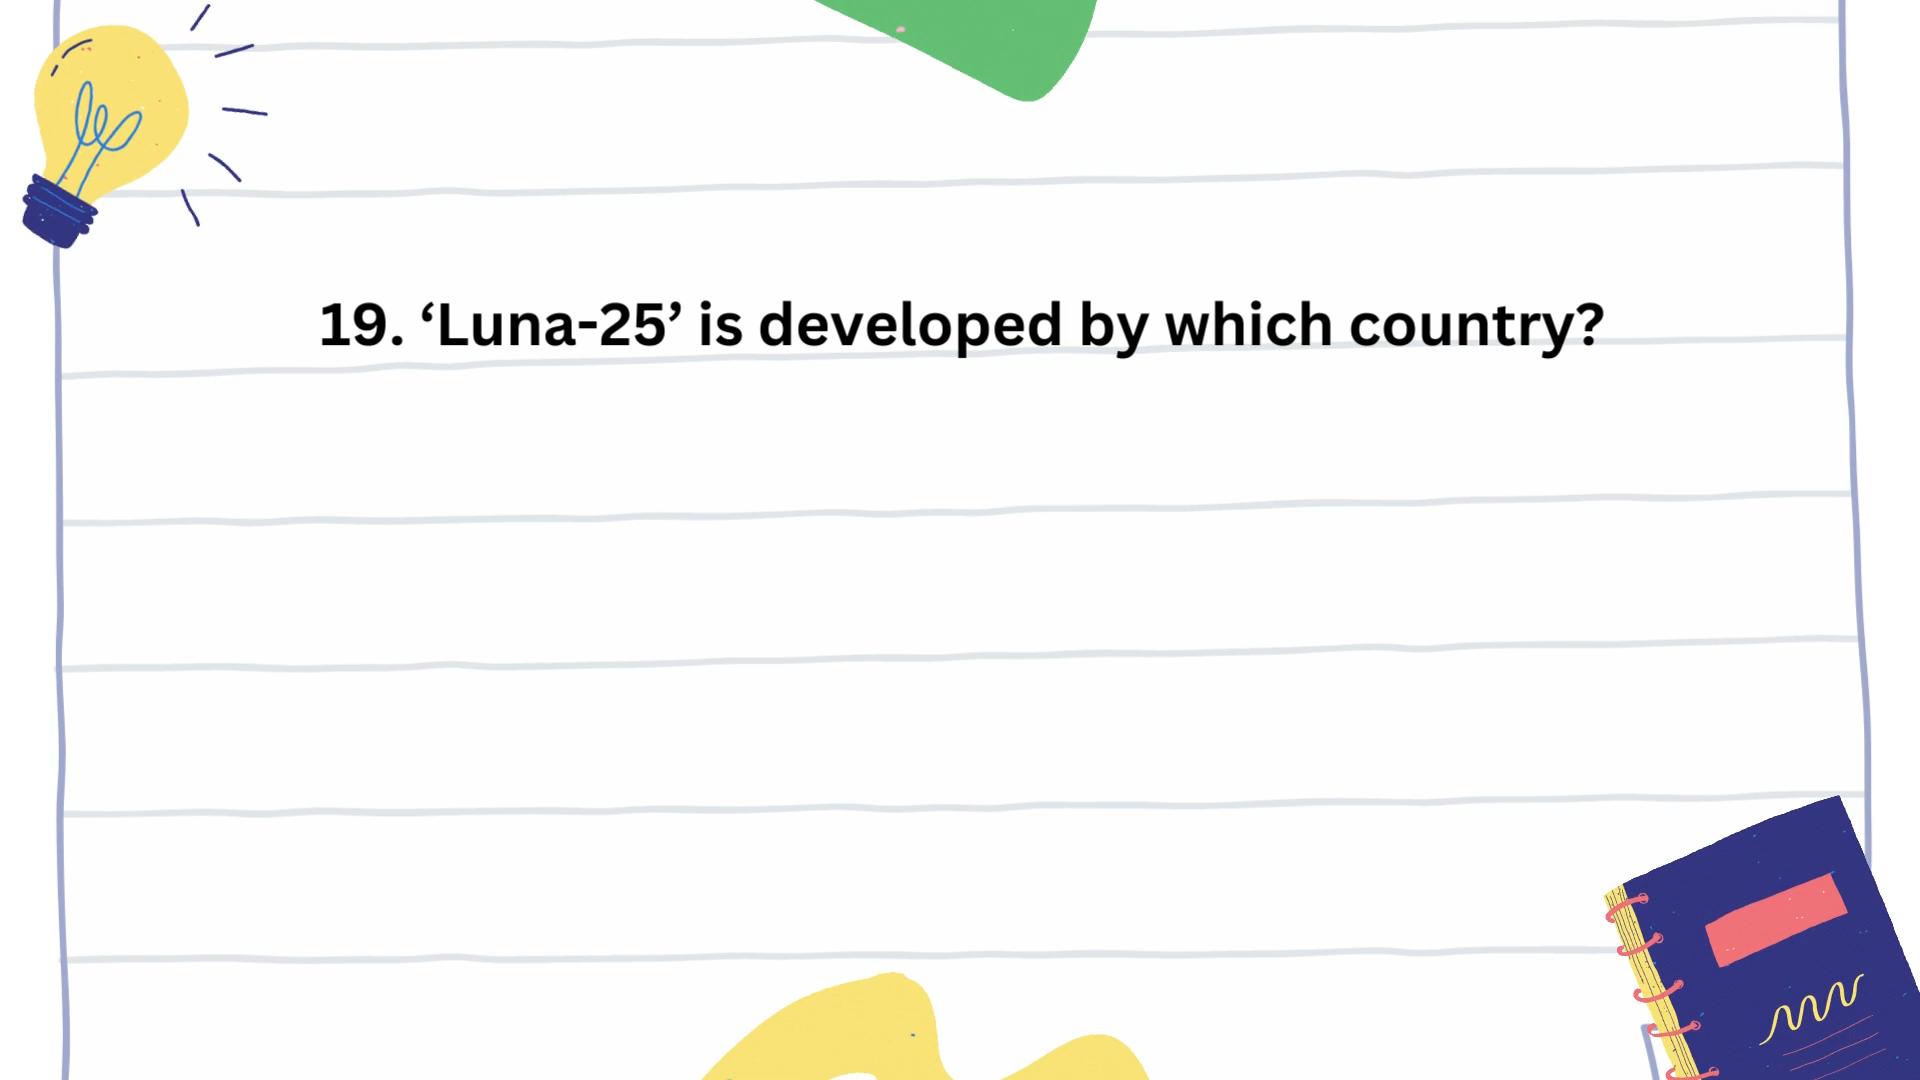 19. ‘Luna-25’ is developed by which country?